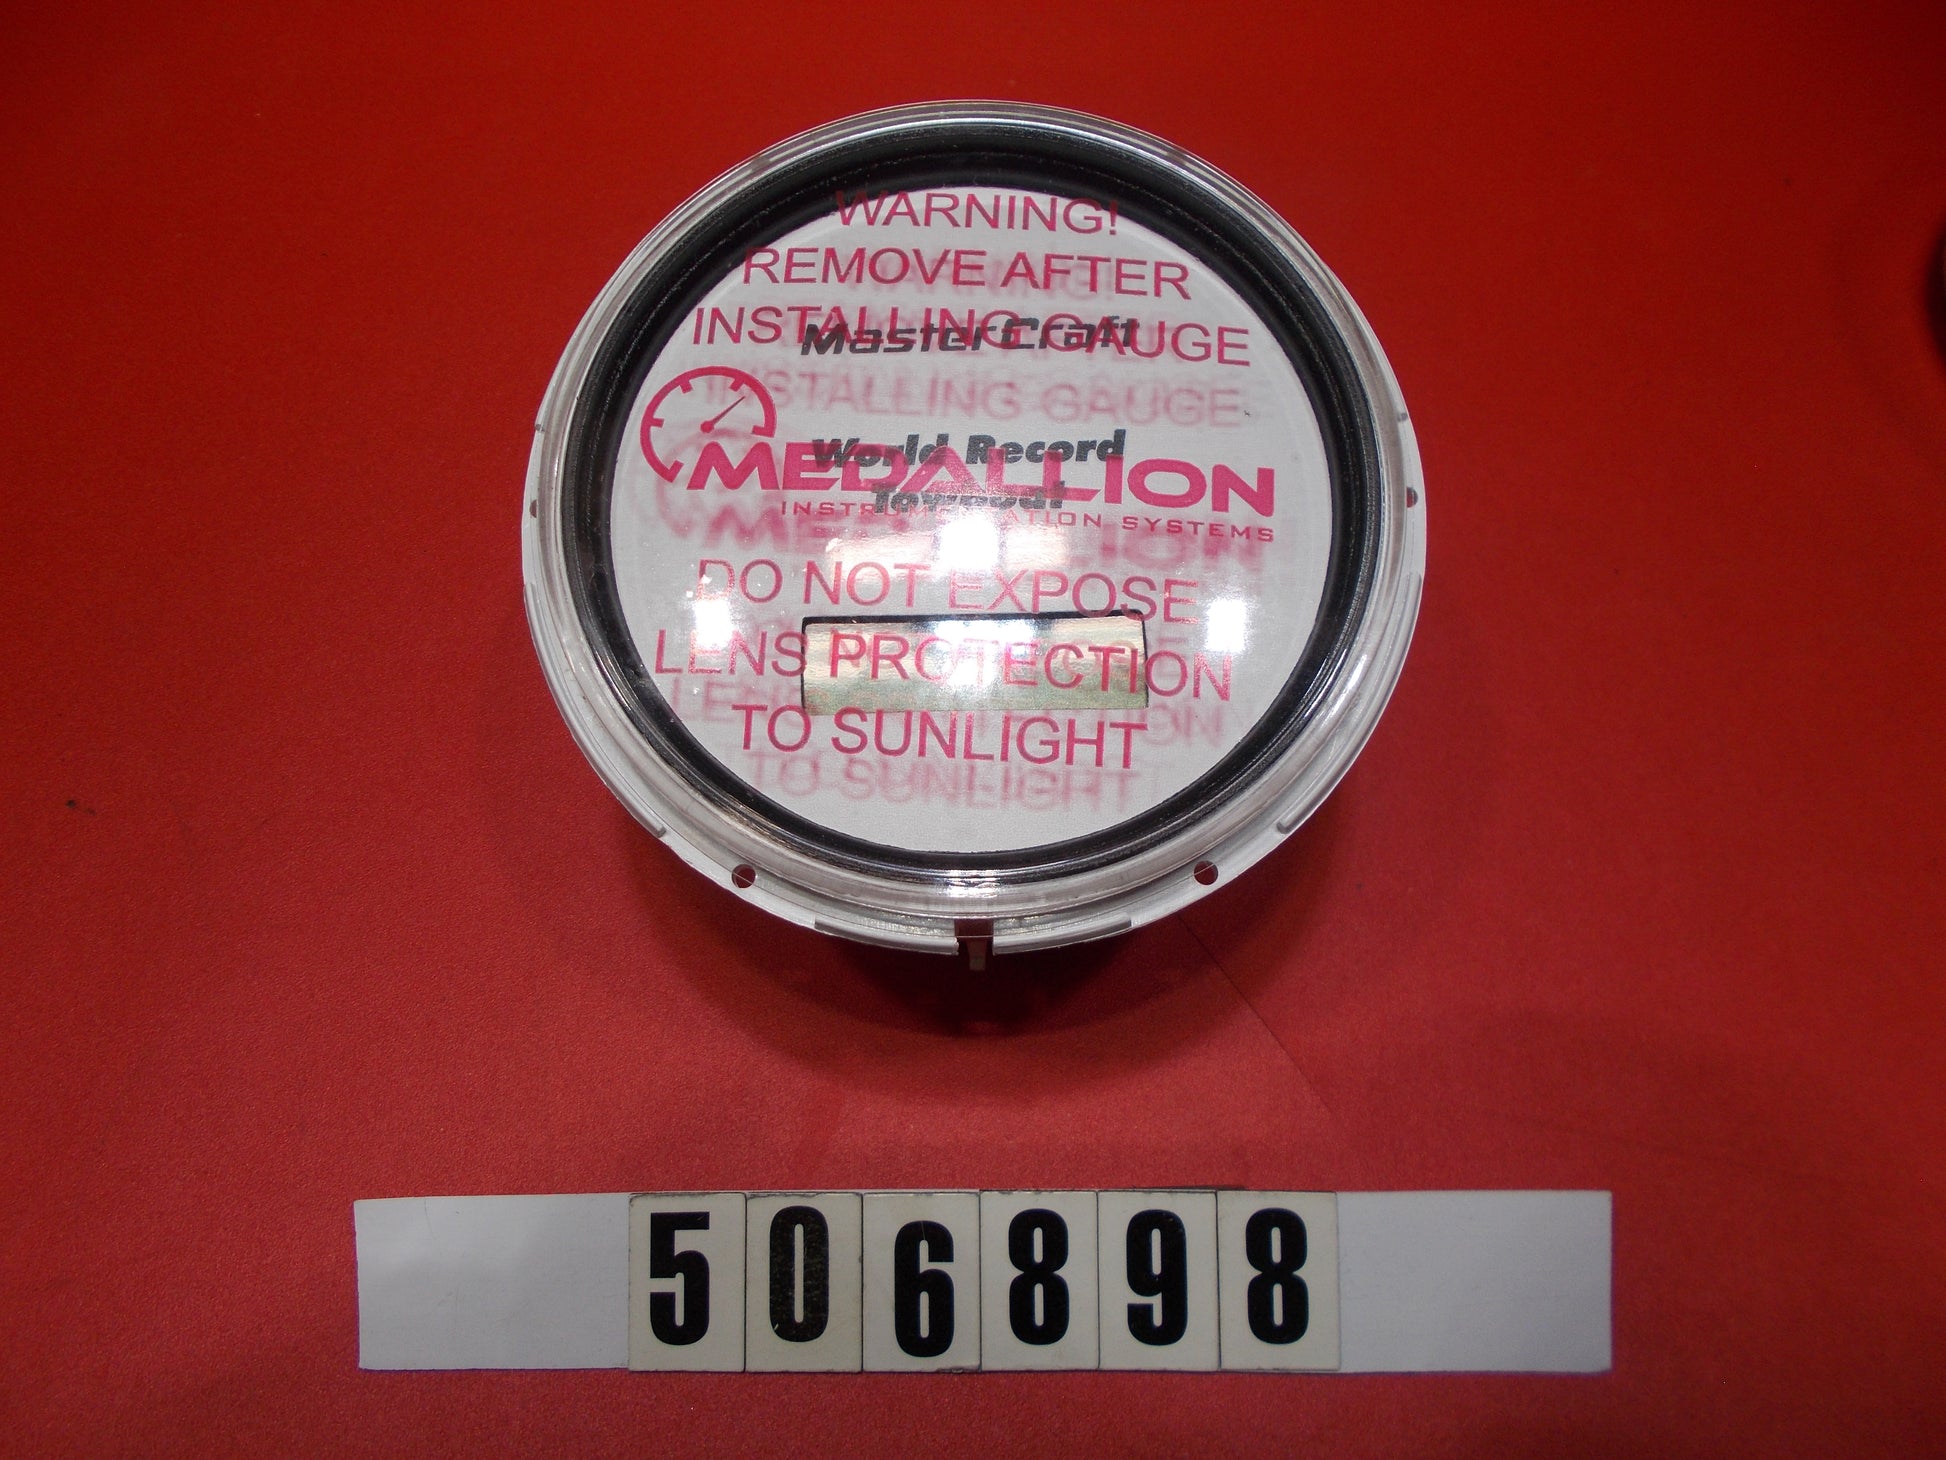 WARNING!
REMOVE AFTER
INSTALLING GAUGE
MasterCraft
World Record
Towboat
MEDALLION
INSTRUMENTATION SYSTEMS
DO NOT EXPOSE
LENS PROTECTION
TO SUNLIGHT
506898